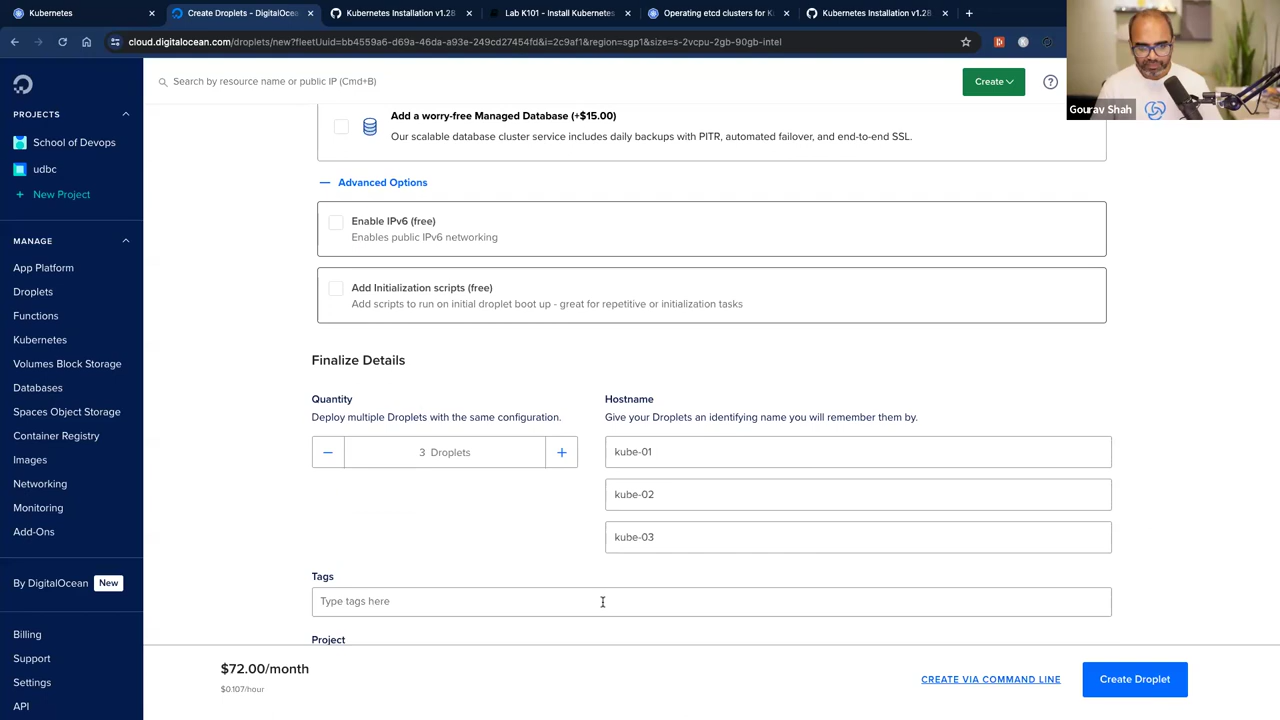 Kubernetes
Create Droplets - DigitalOcea
Kubernetes Installation v1.28
Lab K101 - Install Kubernetes
Operating etcd clusters for K
Kubernetes Installation v1.28
cloud.digitalocean.com/droplets/new?fleetUuid=bb4559a6-d69a-46da-a93e-249cd27454fd&i=2c9af1&region=sgp1&size=s-2vcpu-2gb-90gb-intel
K
Search by resource name or public IP (Cmd+B)
Create
?
Gourav Shah
PROJECTS
School of Devops
udbc
+ New Project
MANAGE
App Platform
Droplets
Functions
Kubernetes
Volumes Block Storage
Databases
Spaces Object Storage
Container Registry
Images
Networking
Monitoring
Add-Ons
By DigitalOcean New
Billing
Support
Settings
API
Add a worry-free Managed Database (+$15.00)
Our scalable database cluster service includes daily backups with PITR, automated failover, and end-to-end SSL.
Advanced Options
Enable IPv6 (free)
Enables public IPv6 networking
Add Initialization scripts (free)
Add scripts to run on initial droplet boot up - great for repetitive or initialization tasks
Finalize Details
Quantity
Deploy multiple Droplets with the same configuration.
3 Droplets
Hostname
Give your Droplets an identifying name you will remember them by.
kube-01
kube-02
kube-03
Tags
Type tags here
Project
$72.00/month
$0.107/hour
CREATE VIA COMMAND LINE
Create Droplet